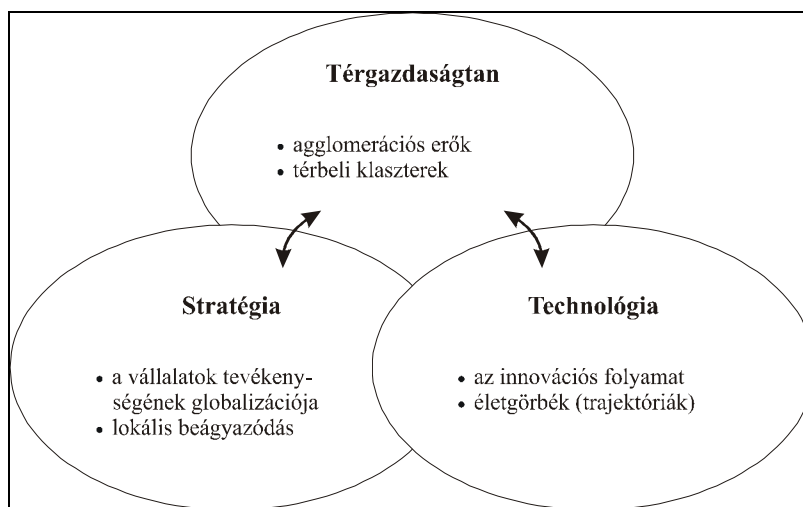 Térgazdaságtan
• agglomerációs erők
• térbeli klaszterek
Stratégia
• a vállalatok tevékeny-
ségének globalizációja
• lokális beágyazódás
Technológia
• az innovációs folyamat
• életgörbék (trajektóriák)